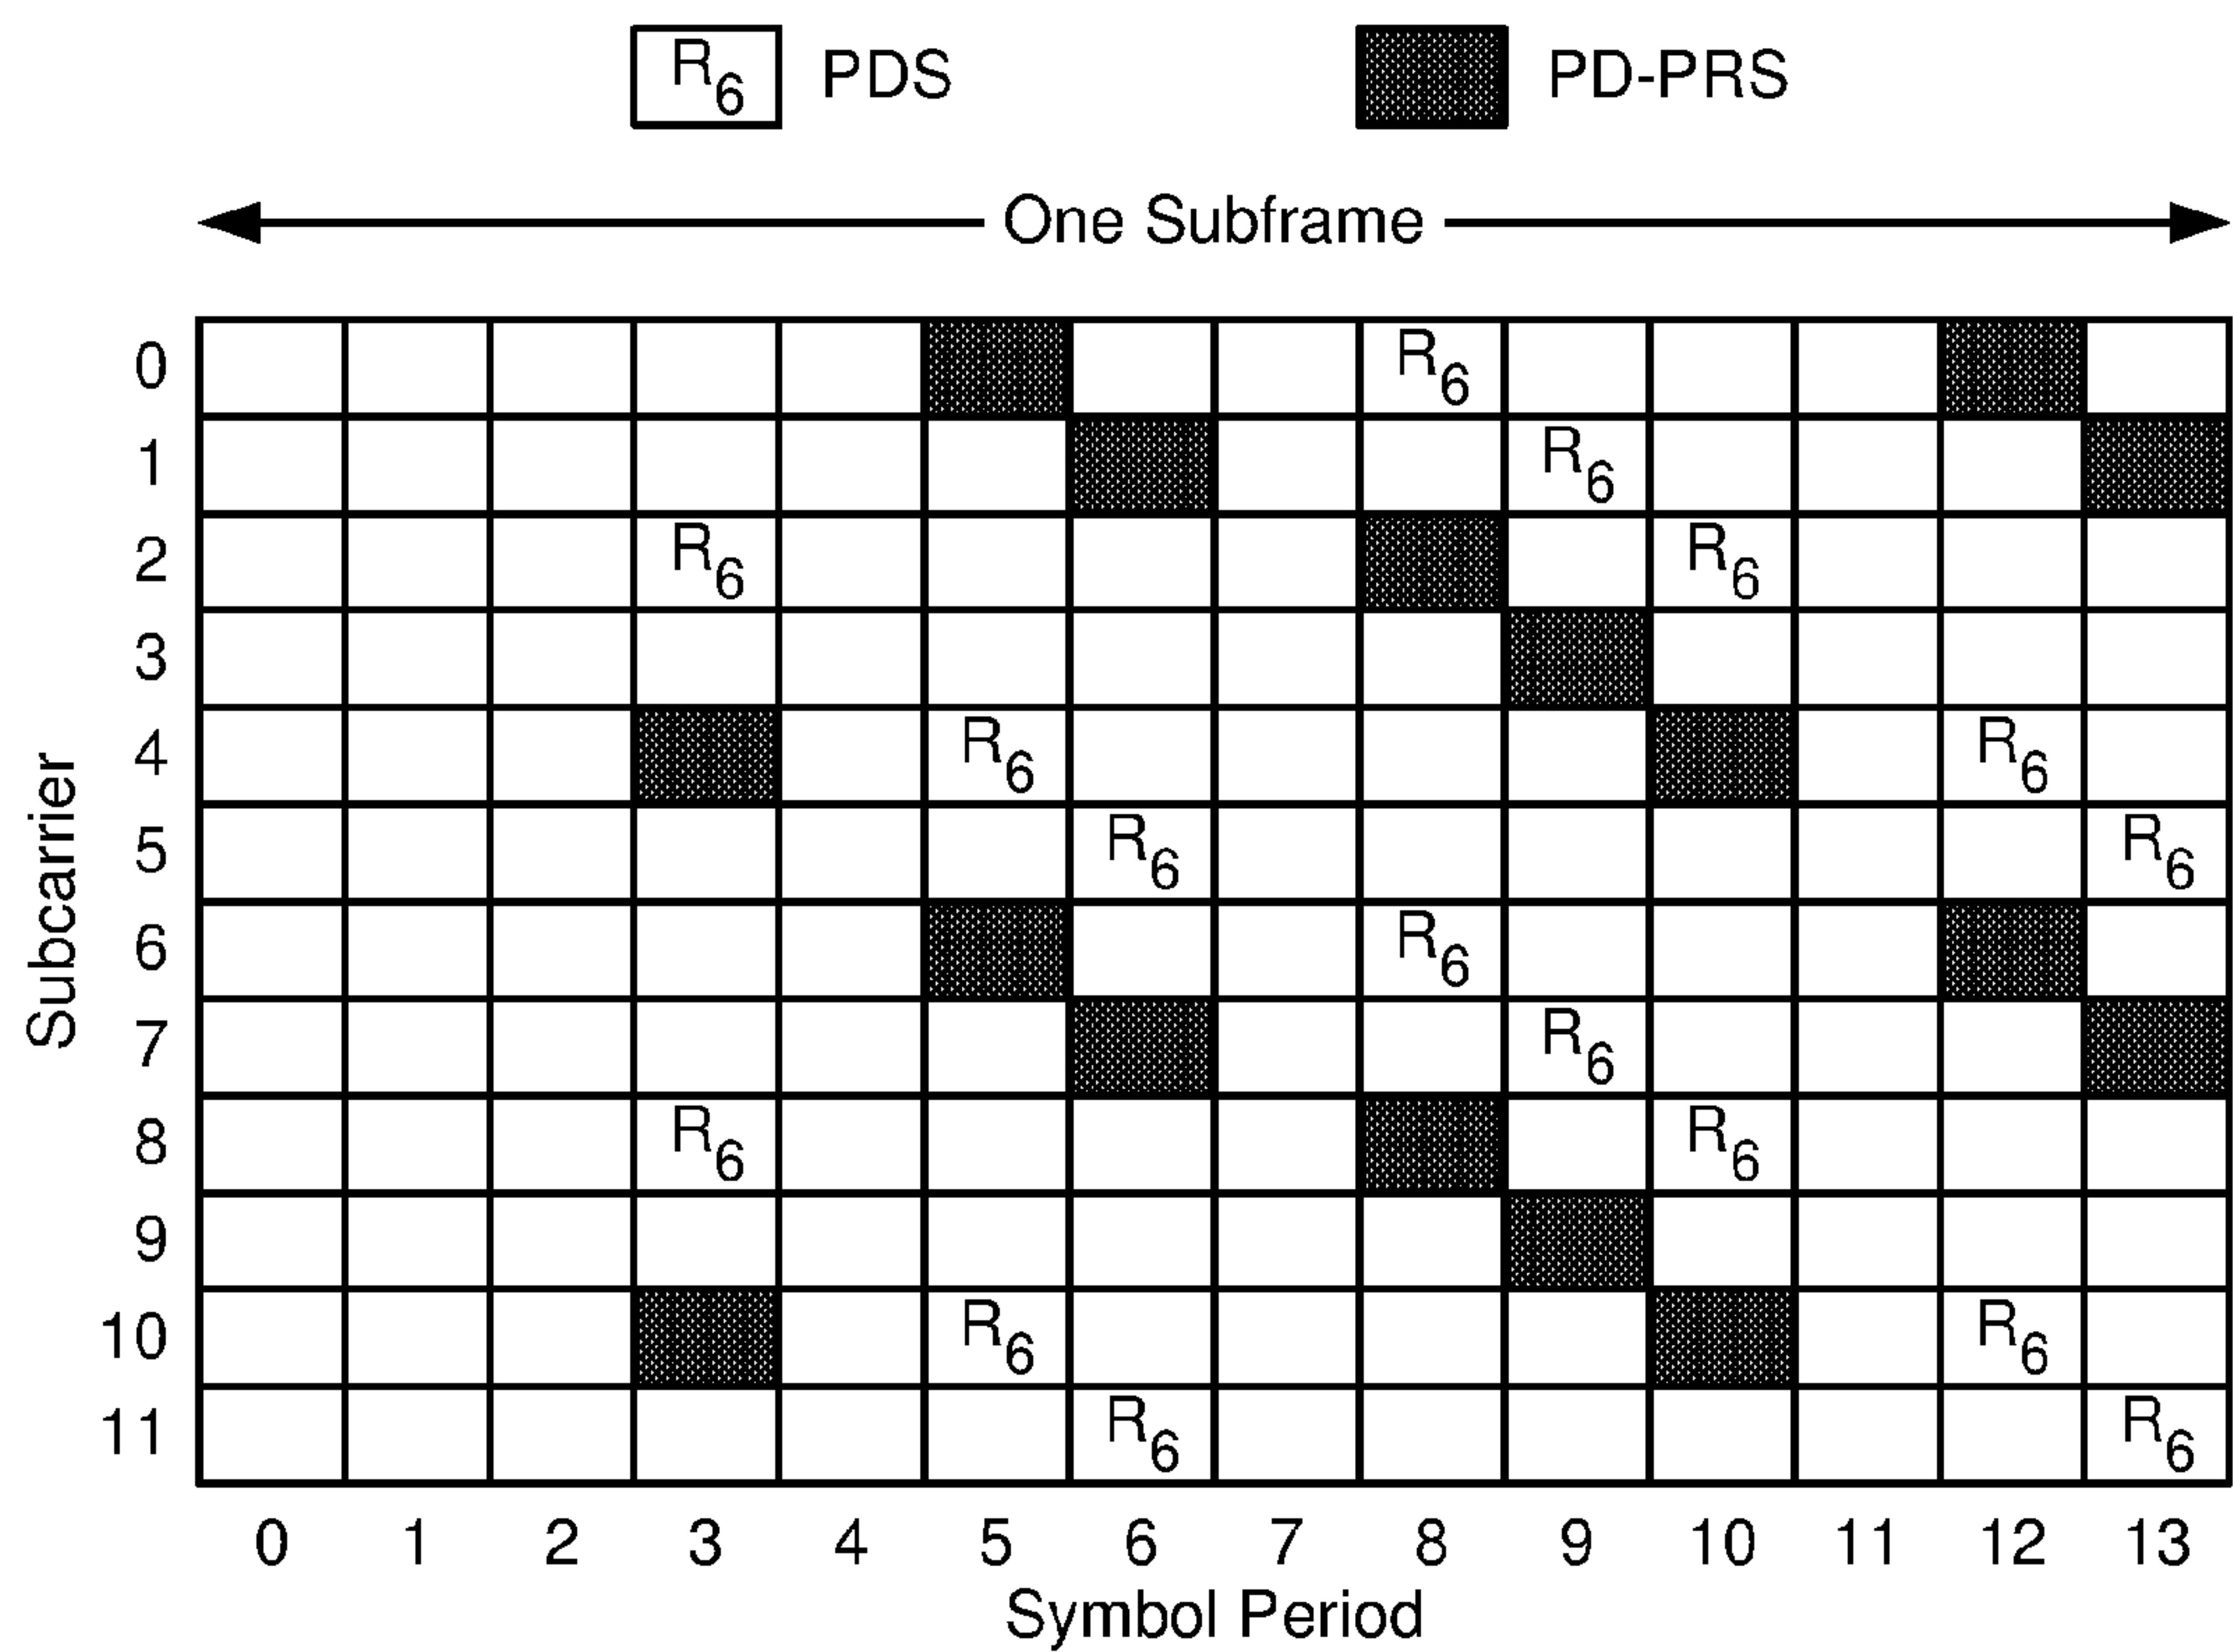 R6 PDS PD-PRS
One Subframe
0 R6
1 R6
2 R6 R6
3
4 R6 R6
5 R6 R6
6 R6
7 R6
8 R6 R6
9
10 R6 R6
11 R6 R6
Subcarrier
0 1 2 3 4 5 6 7 8 9 10 11 12 13
Symbol Period